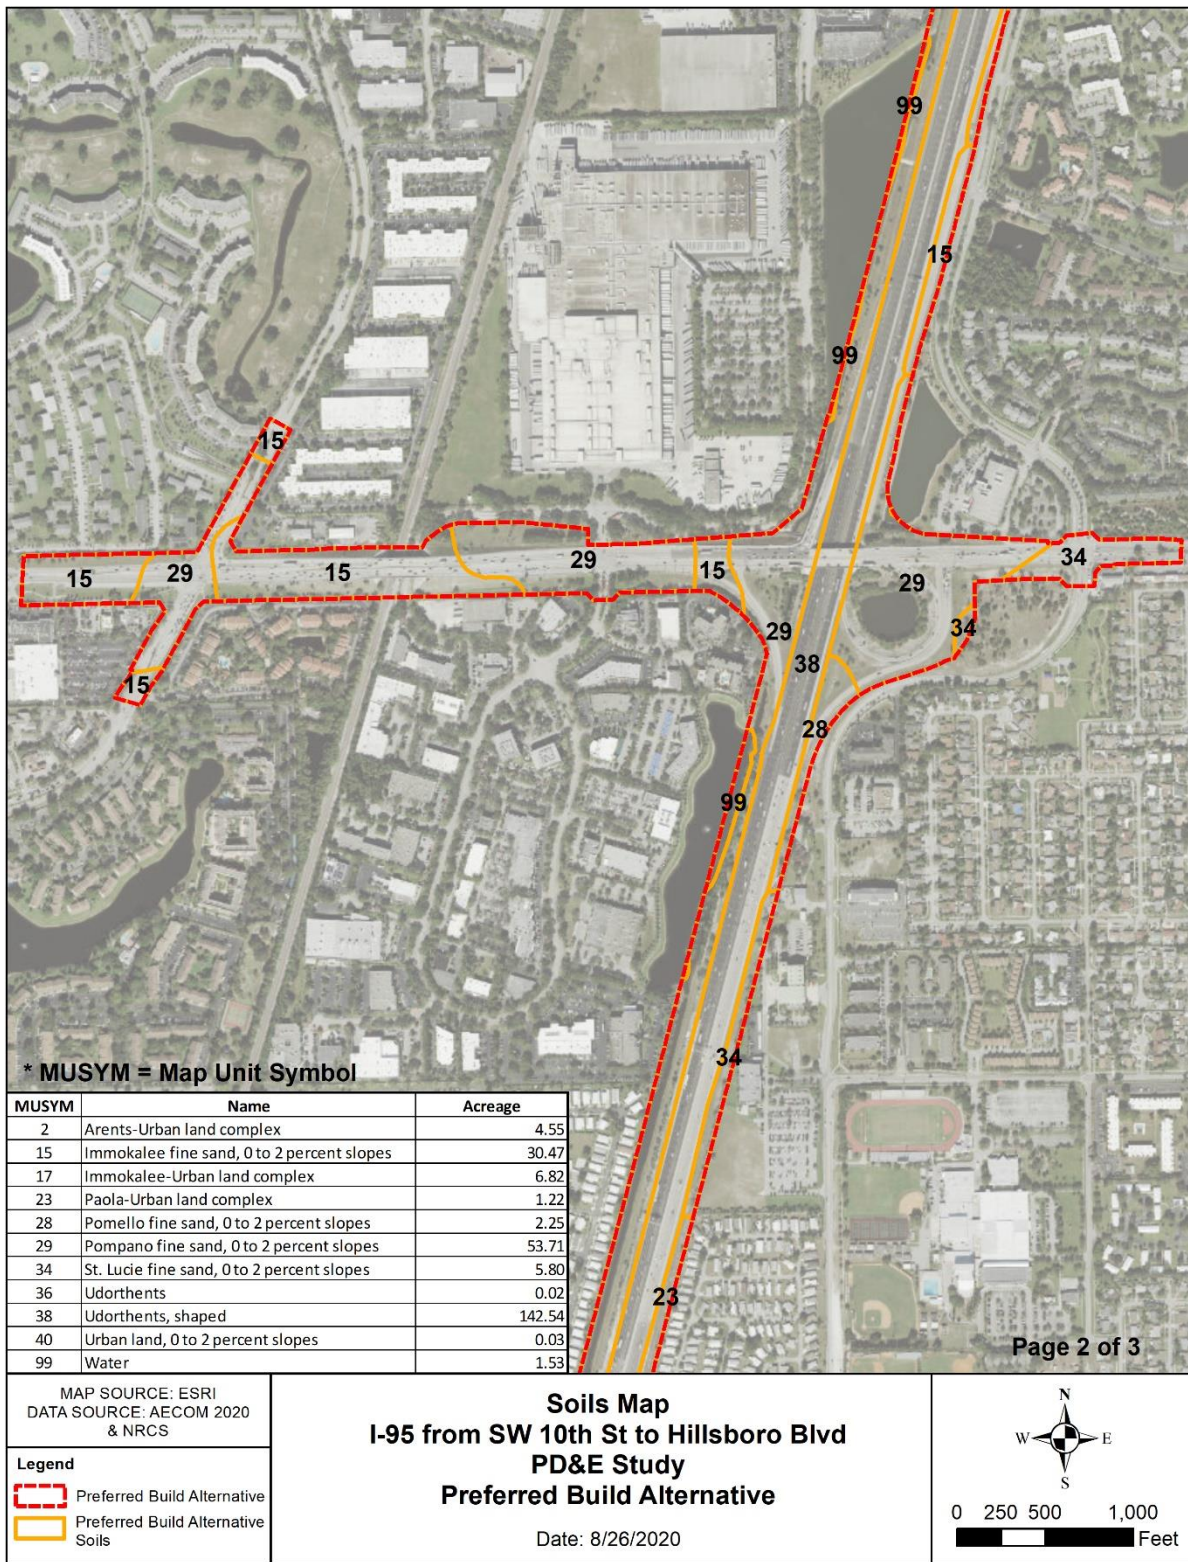 99
15
99
15
15
29
15
29
15
34
29
29
34
38
15
28
99
34
23
* MUSYM = Map Unit Symbol
MUSYM Name Acreage
2 Arents-Urban land complex 4.55
15 Immokalee fine sand, 0 to 2 percent slopes 30.47
17 Immokalee-Urban land complex 6.82
23 Paola-Urban land complex 1.22
28 Pomello fine sand, 0 to 2 percent slopes 2.25
29 Pompano fine sand, 0 to 2 percent slopes 53.71
34 St. Lucie fine sand, 0 to 2 percent slopes 5.80
36 Udorthents 0.02
38 Udorthents, shaped 142.54
40 Urban land, 0 to 2 percent slopes 0.03
99 Water 1.53
Page 2 of 3
MAP SOURCE: ESRI
DATA SOURCE: AECOM 2020
& NRCS
Legend
Preferred Build Alternative
Preferred Build Alternative
Soils
Soils Map
I-95 from SW 10th St to Hillsboro Blvd
PD&E Study
Preferred Build Alternative
Date: 8/26/2020
N
W E
S
0 250 500 1,000
Feet